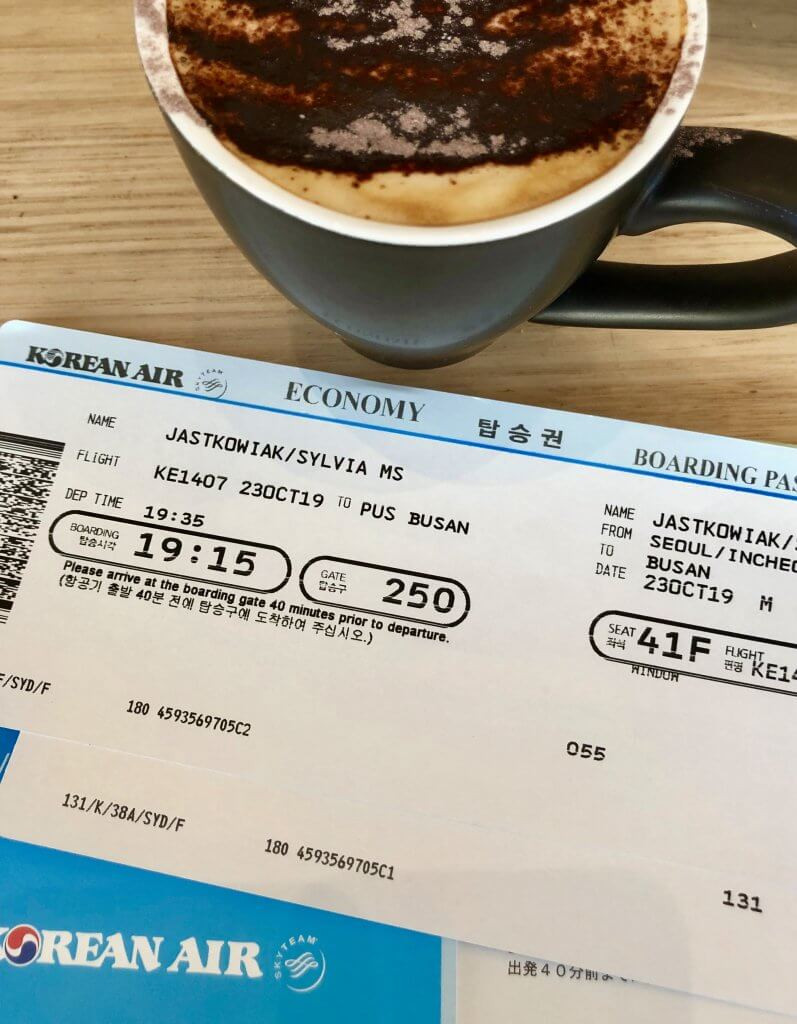 KOREAN AIR SKYTEAM ECONOMY 탑승권 BOARDING PAS
NAME JASTKOWIAK/SYLVIA MS
FLIGHT KE1407 23OCT19 TO PUS BUSAN
DEP TIME 19:35
BOARDING 탑승시각 19:15 GATE 탑승구 250
Please arrive at the boarding gate 40 minutes prior to departure.
(항공기 출발 40분 전에 탑승구에 도착하여 주십시오.)
F/SYD/F 180 4593569705C2 055
NAME JASTKOWIAK/
FROM SEOUL/INCHEO
TO BUSAN
DATE 23OCT19 M
SEAT 좌석 41F FLIGHT 편명 KE14
WINDOW
131/K/38A/SYD/F 180 4593569705C1 131
KOREAN AIR SKYTEAM
出発40分前まで